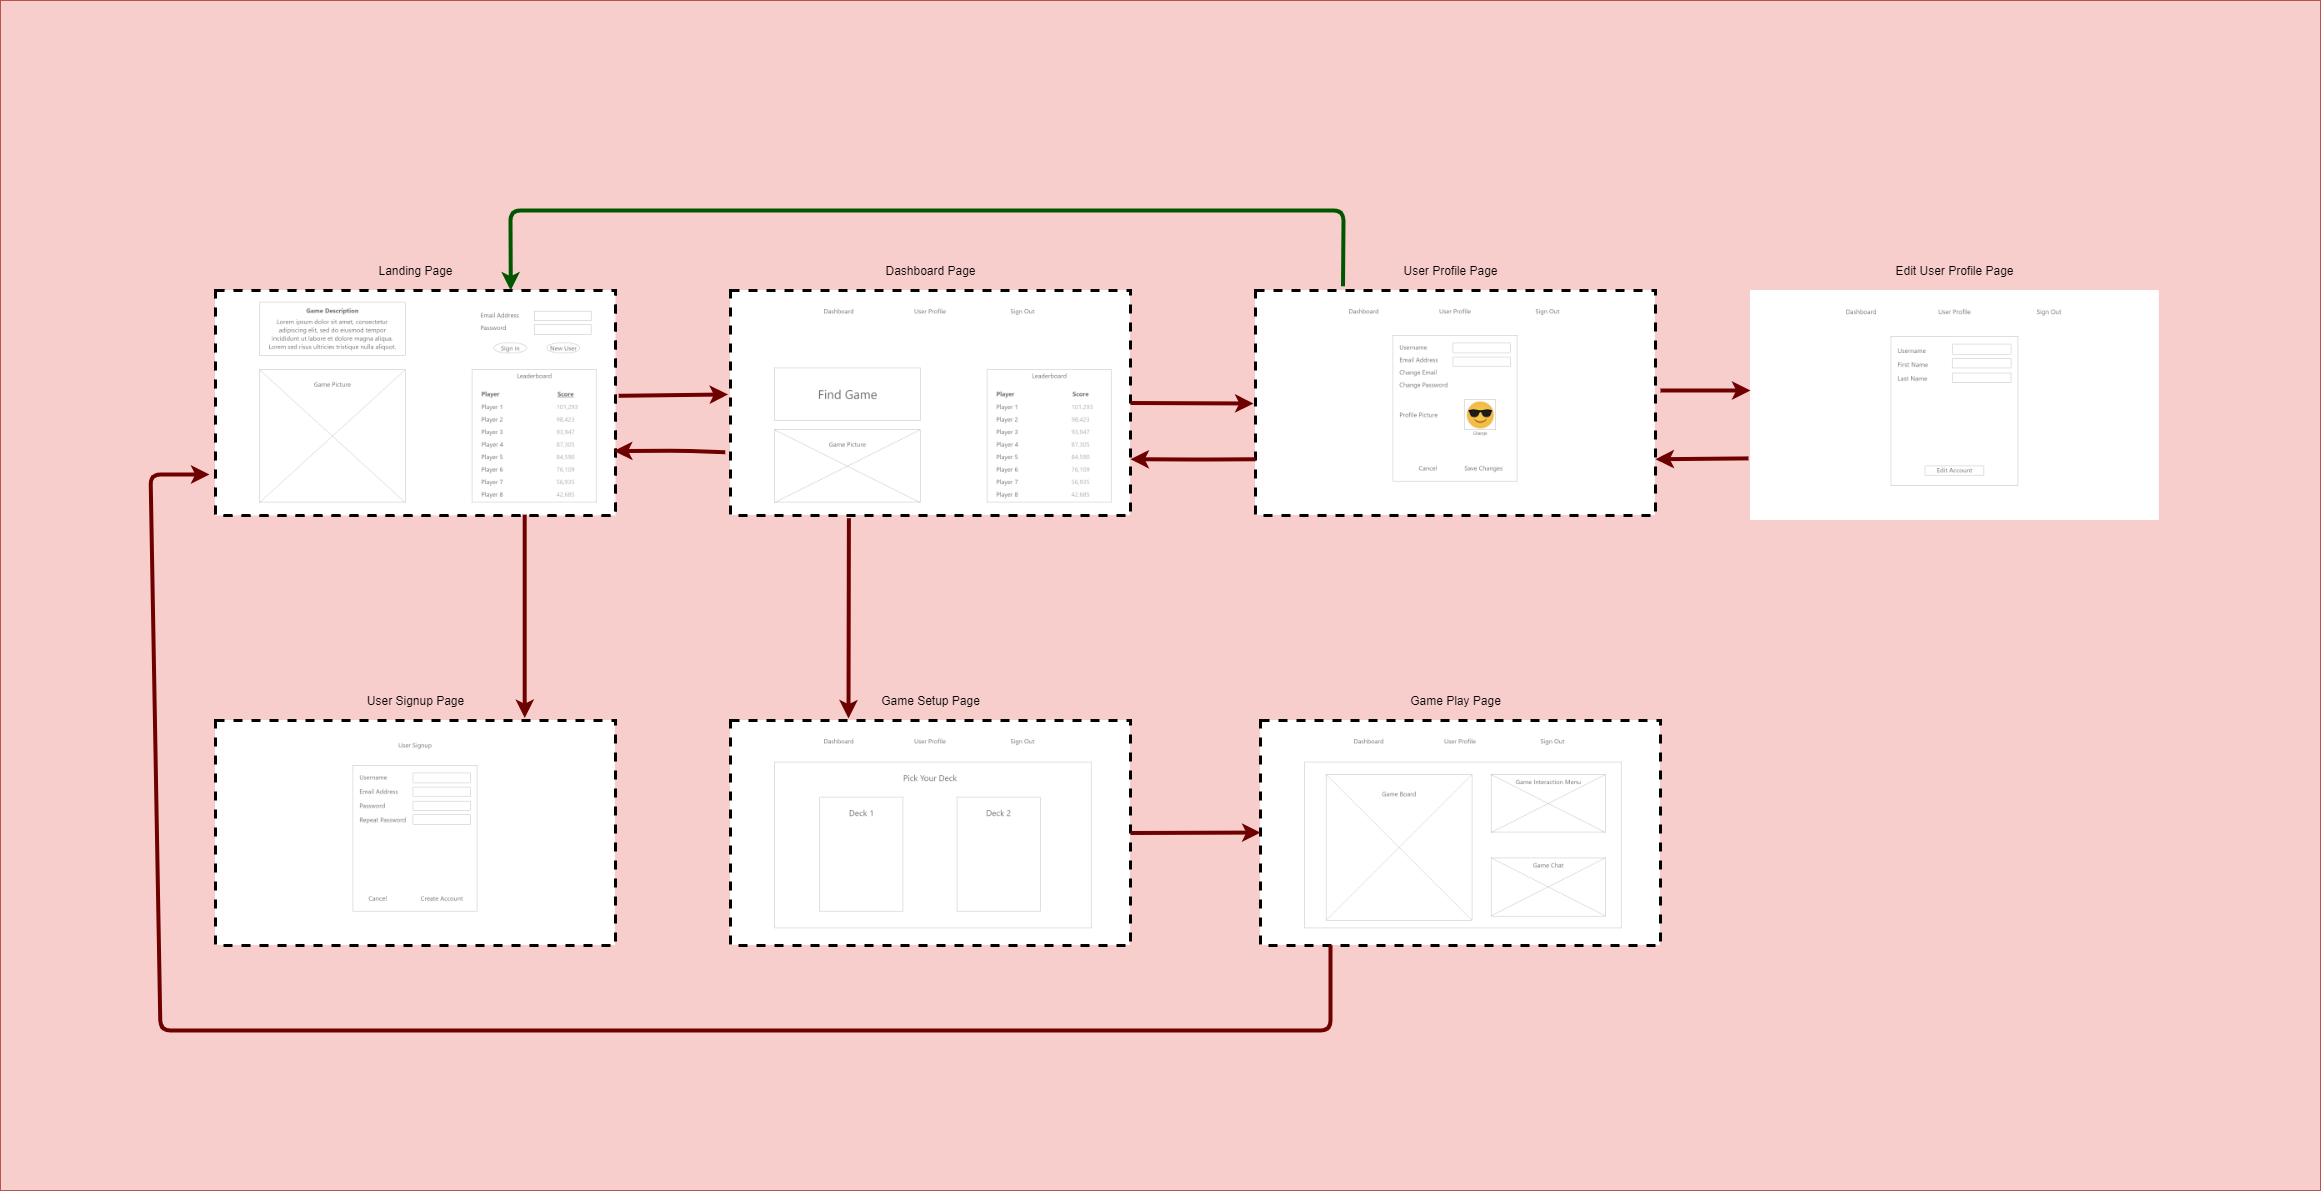 Landing Page
Game Description
Lorem ipsum dolor sit amet, consectetur
adipiscing elit, sed do eiusmod tempor
incididunt ut labore et dolore magna aliqua.
Lorem sed risus ultricies tristique nulla aliquet.
Email Address
Password
Sign In
New User
Game Picture
Leaderboard
Player Score
Player 1 101,293
Player 2 98,423
Player 3 93,947
Player 4 87,305
Player 5 84,598
Player 6 76,109
Player 7 56,935
Player 8 42,685
Dashboard Page
Dashboard User Profile Sign Out
Find Game
Game Picture
Leaderboard
Player Score
Player 1 101,293
Player 2 98,423
Player 3 93,947
Player 4 87,305
Player 5 84,598
Player 6 76,109
Player 7 56,935
Player 8 42,685
User Profile Page
Dashboard User Profile Sign Out
Username
Email Address
Change Email
Change Password
Profile Picture
Change
Cancel Save Changes
Edit User Profile Page
Dashboard User Profile Sign Out
Username
First Name
Last Name
Edit Account
User Signup Page
User Signup
Username
Email Address
Password
Repeat Password
Cancel Create Account
Game Setup Page
Dashboard User Profile Sign Out
Pick Your Deck
Deck 1 Deck 2
Game Play Page
Dashboard User Profile Sign Out
Game Board
Game Interaction Menu
Game Chat